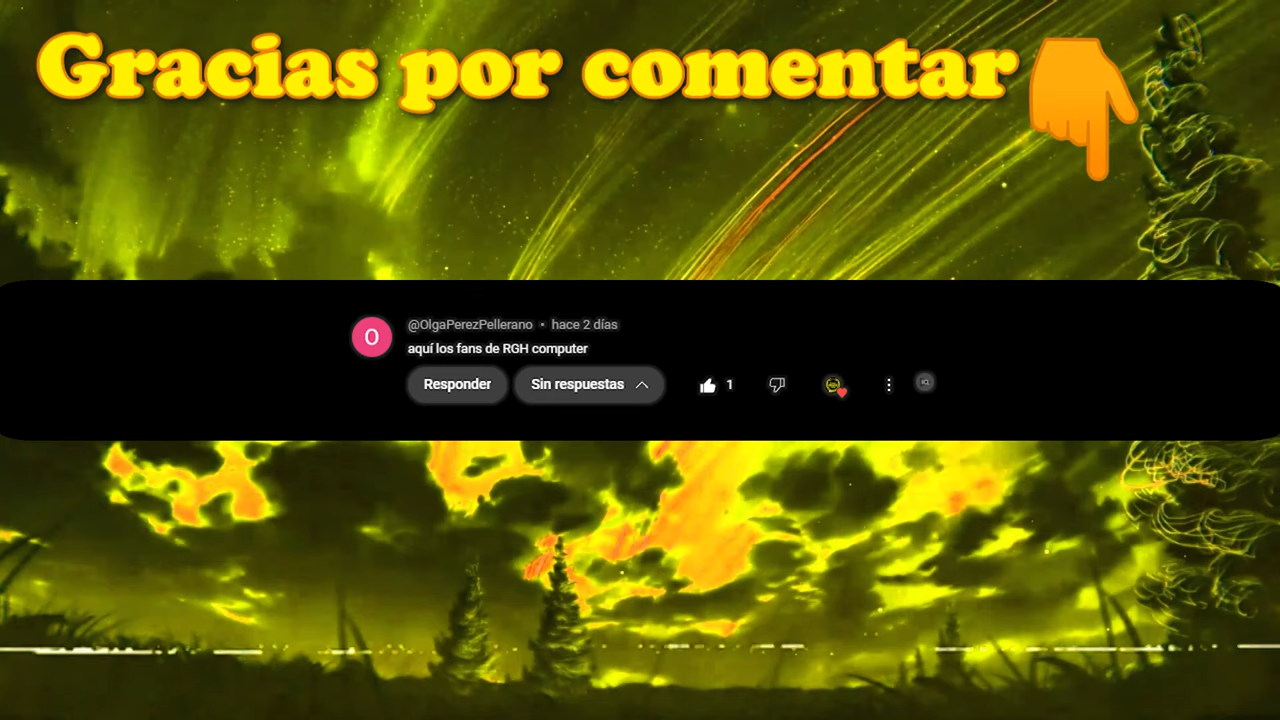 Gracias por comentar
O
@OlgaPerezPellerano • hace 2 días
aquí los fans de RGH computer
Responder
Sin respuestas
1